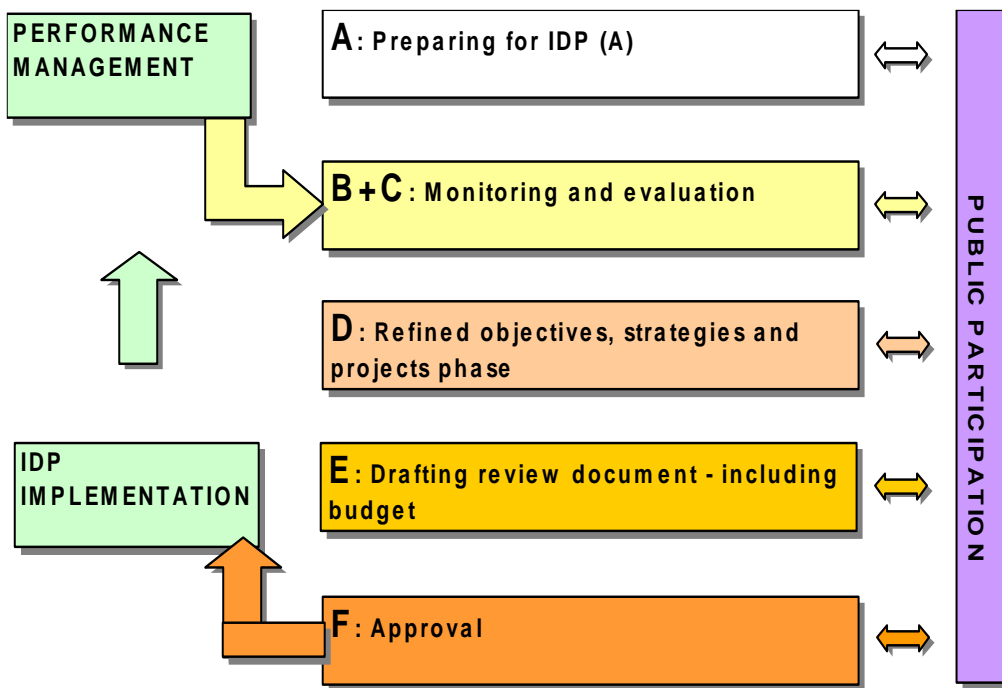 PERFORMANCE
MANAGEMENT
A: Preparing for IDP (A)
B+C: Monitoring and evaluation
D: Refined objectives, strategies and
projects phase
IDP
IMPLEMENTATION
E: Drafting review document - including
budget
F: Approval
PUBLIC PARTICIPATION